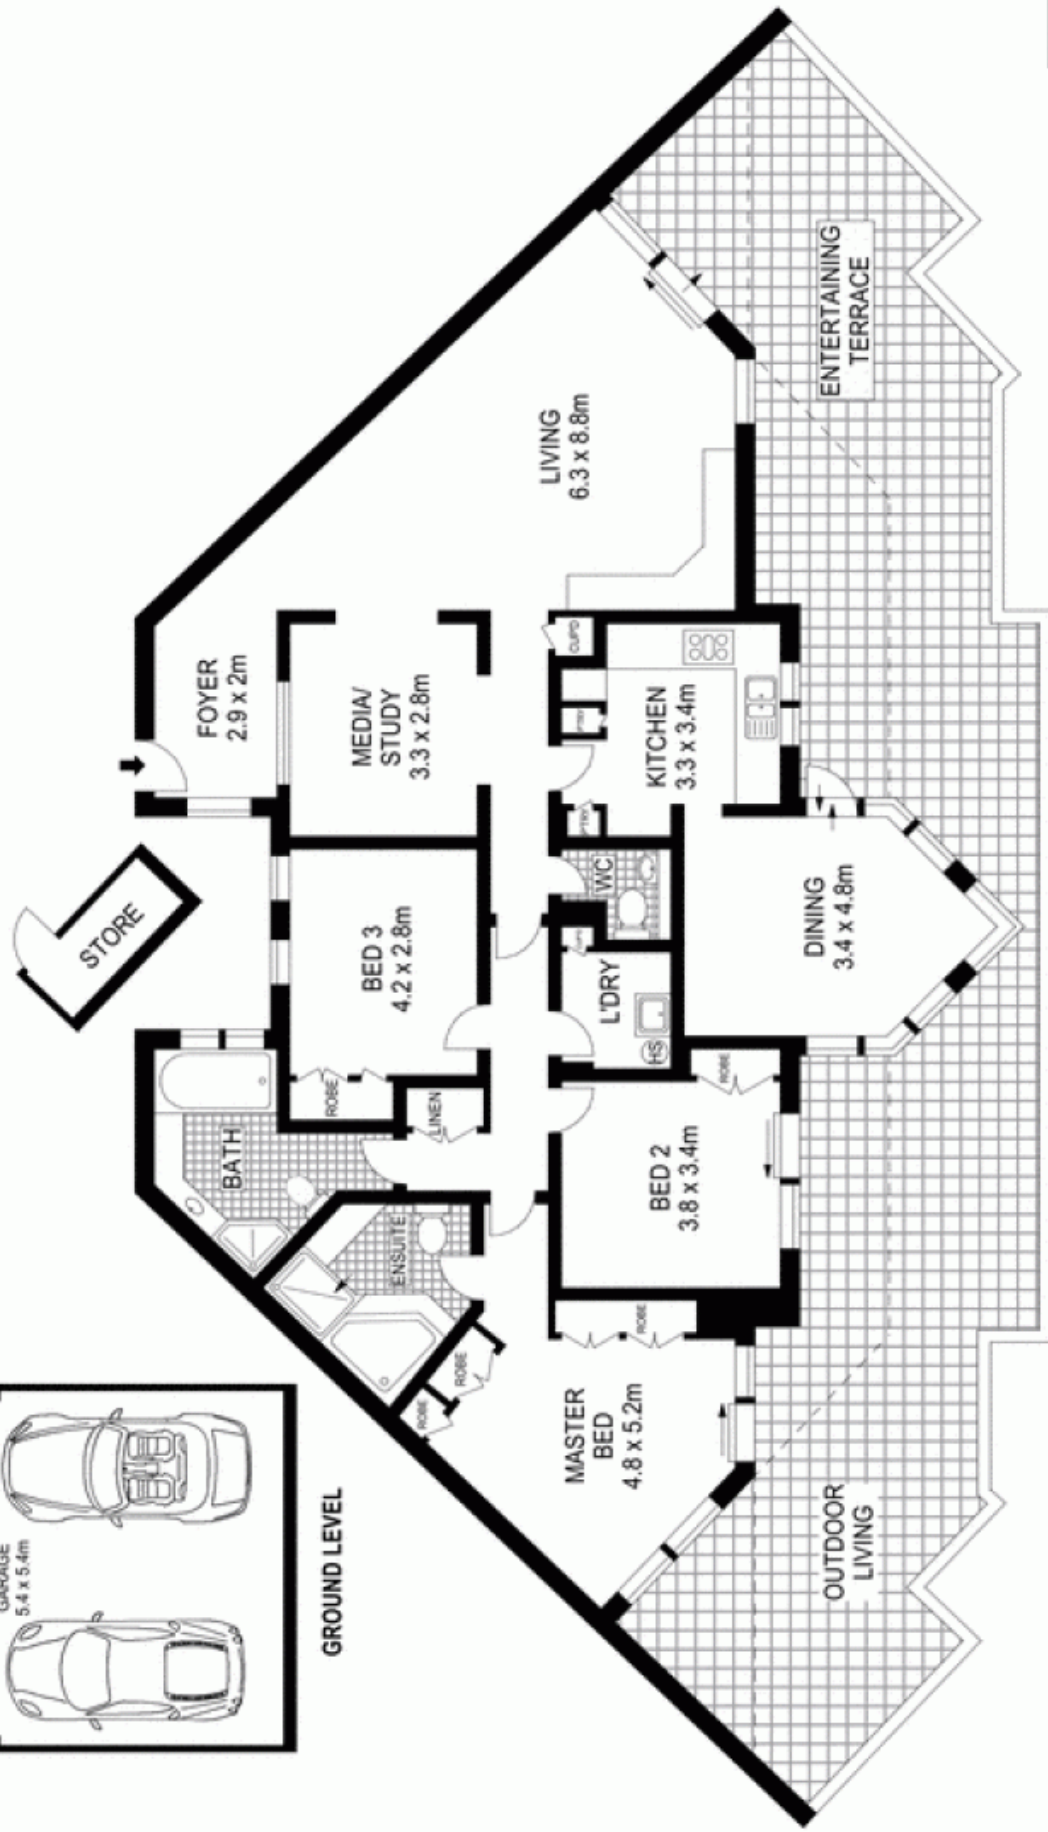 GARAGE
5.4 x 5.4m
GROUND LEVEL
STORE
FOYER
2.9 x 2m
MEDIA/
STUDY
3.3 x 2.8m
LIVING
6.3 x 8.8m
ENTERTAINING
TERRACE
CUPD
PTRY
KITCHEN
3.3 x 3.4m
PTRY
WC
BED 3
4.2 x 2.8m
ROBE
LINEN
BATH
ENSUITE
L'DRY
HS
CUPD
DINING
3.4 x 4.8m
ROBE
BED 2
3.8 x 3.4m
ROBE
ROBE
ROBE
MASTER
BED
4.8 x 5.2m
OUTDOOR
LIVING